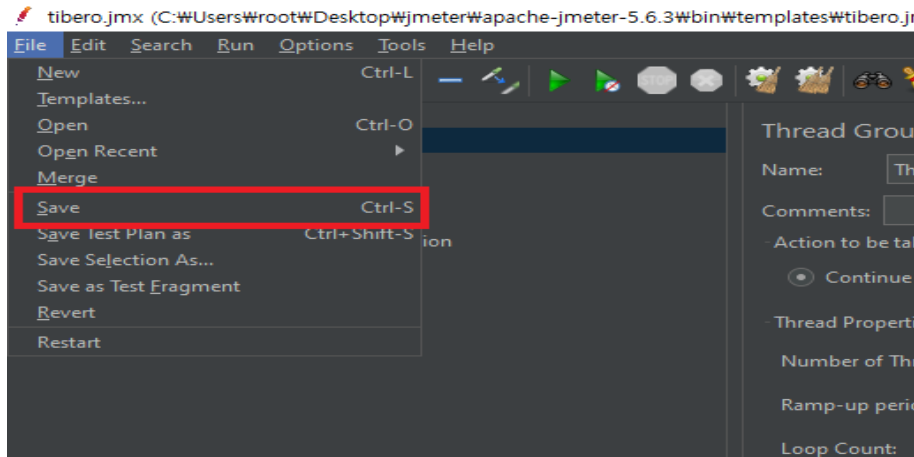 tibero.jmx (C:₩Users₩root₩Desktop₩jmeter₩apache-jmeter-5.6.3₩bin₩templates₩tibero.j
File Edit Search Run Options Tools Help
New Ctrl-L
Templates...
Open Ctrl-O
Open Recent
Merge
Save Ctrl-S
Save Test Plan as Ctrl+Shift-S
ion
Save Selection As...
Save as Test Fragment
Revert
Restart
STOP
Thread Grou
Name: Th
Comments:
Action to be ta
Continue
Thread Properti
Number of Thr
Ramp-up peri
Loop Count: